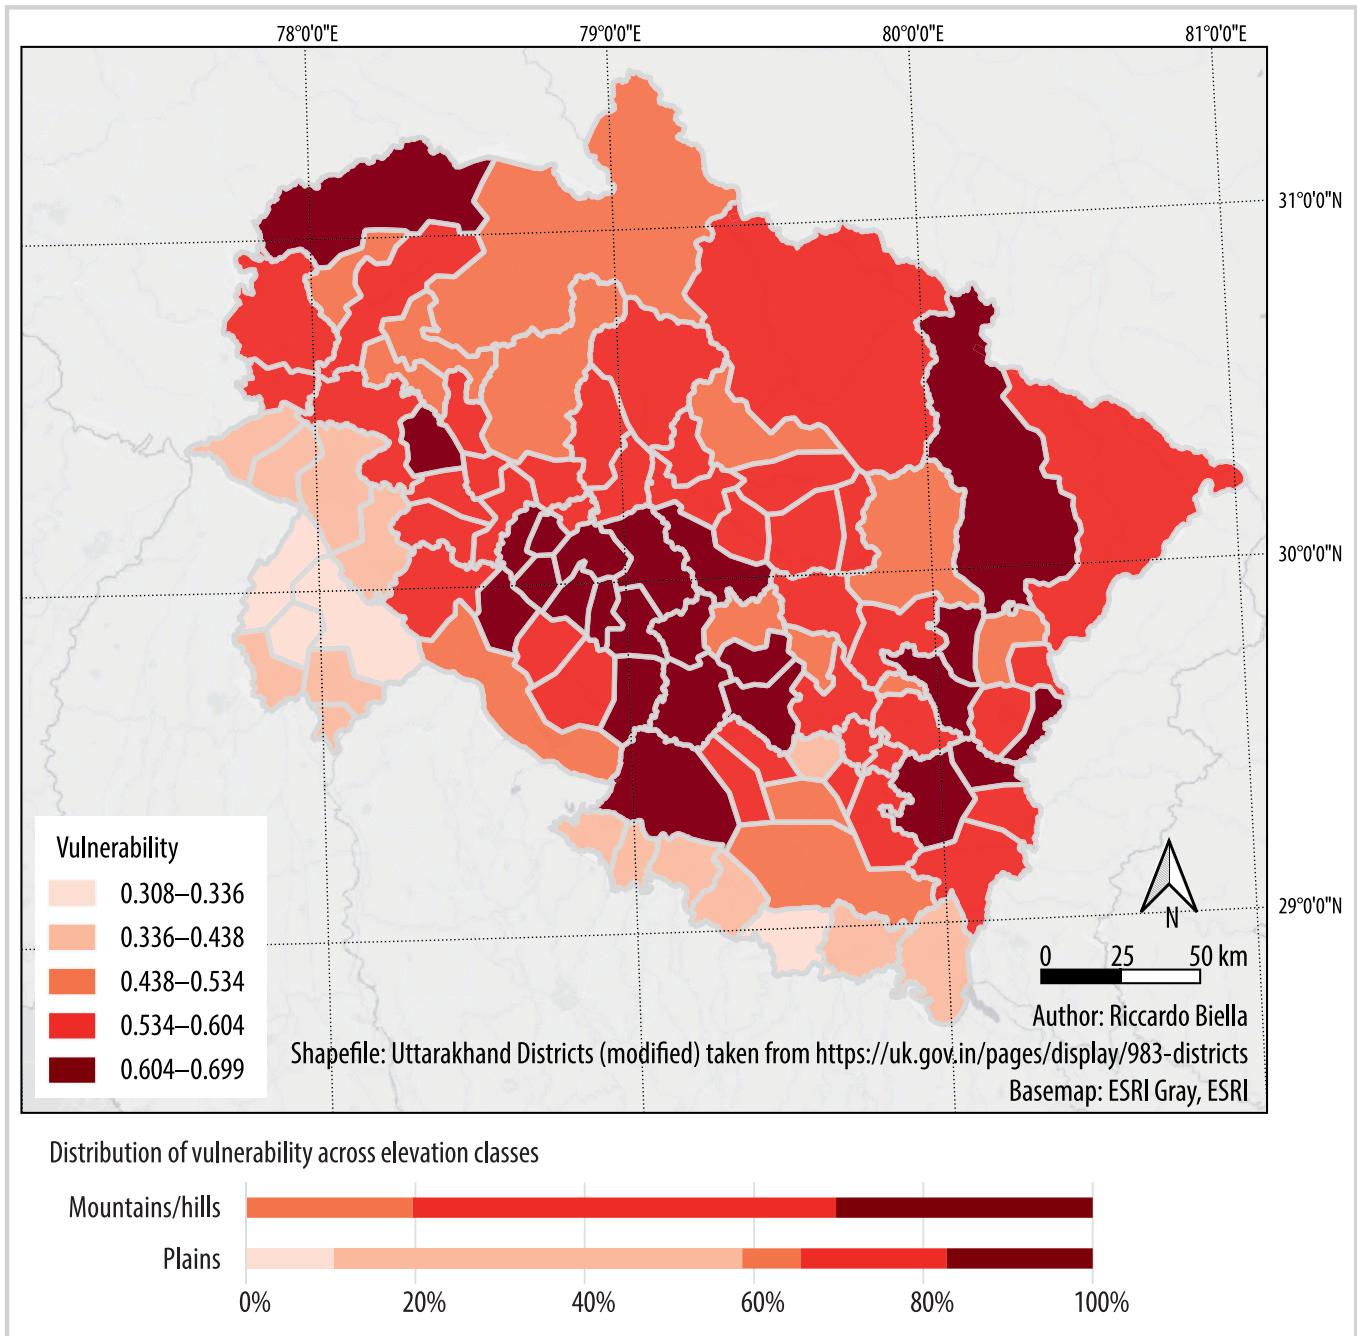 78°0'0"E 79°0'0"E 80°0'0"E 81°0'0"E
31°0'0"N
30°0'0"N
29°0'0"N
Vulnerability
0.308–0.336
0.336–0.438
0.438–0.534
0.534–0.604
0.604–0.699
N
0 25 50 km
Author: Riccardo Biella
Shapefile: Uttarakhand Districts (modified) taken from https://uk.gov.in/pages/display/983-districts
Basemap: ESRI Gray, ESRI
Distribution of vulnerability across elevation classes
Mountains/hills
Plains
0% 20% 40% 60% 80% 100%